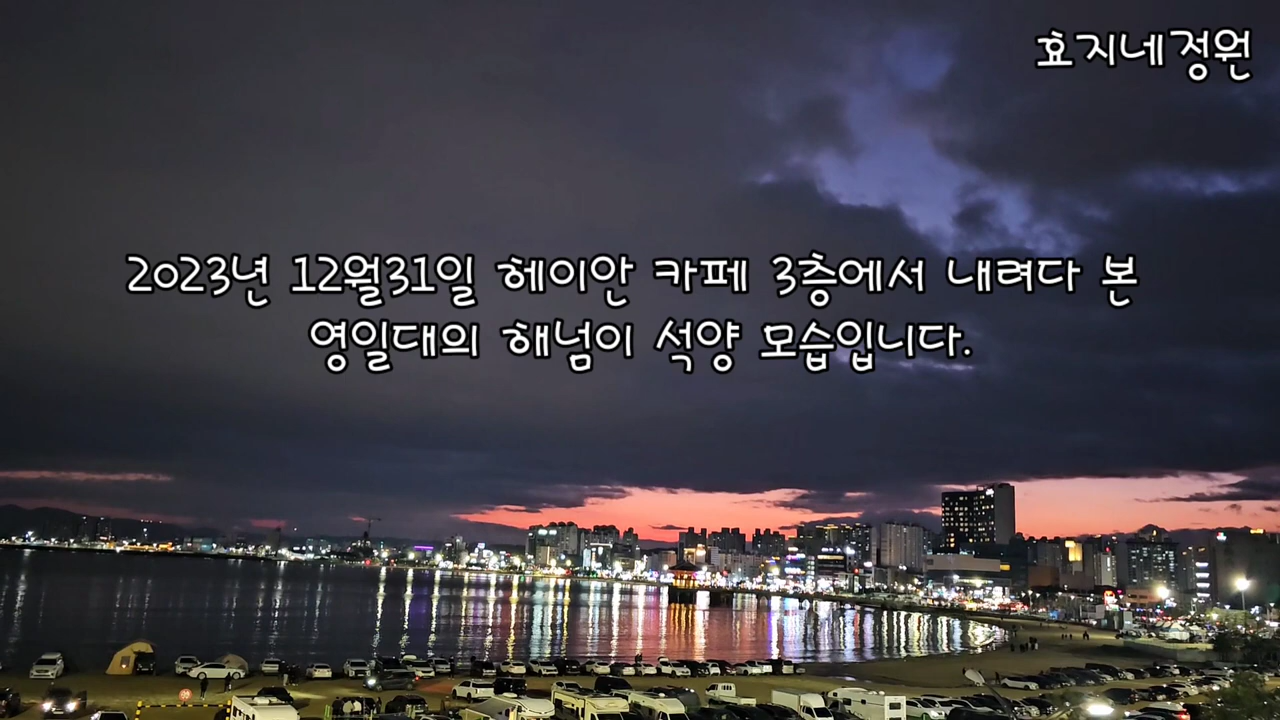 효지네정원
2023년 12월31일 헤이안 카페 3층에서 내려다 본
영일대의 해넘이 석양 모습입니다.